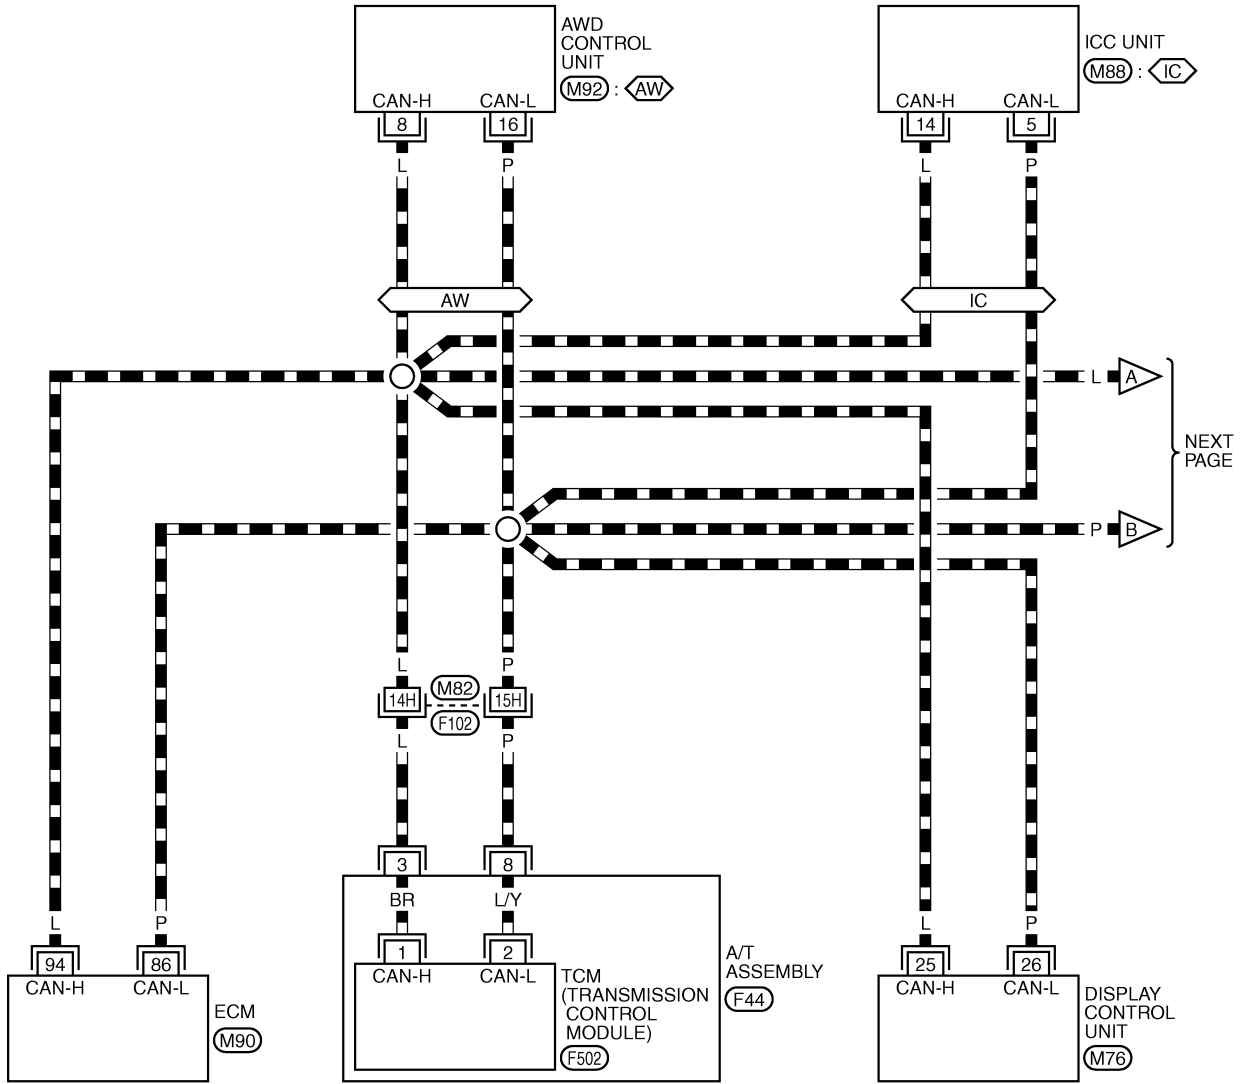 AWD
CONTROL
UNIT
M92 : AW
CAN-H CAN-L
8 16
L P
ICC UNIT
M88 : IC
CAN-H CAN-L
14 5
L P
AW
IC
L A
NEXT
PAGE
P B
L P
14H M82 15H
F102
L P
3 8
BR L/Y
1 2
CAN-H CAN-L
TCM
(TRANSMISSION
CONTROL
MODULE)
F502
A/T
ASSEMBLY
F44
L P
94 86
CAN-H CAN-L
ECM
M90
L P
25 26
CAN-H CAN-L
DISPLAY
CONTROL
UNIT
M76